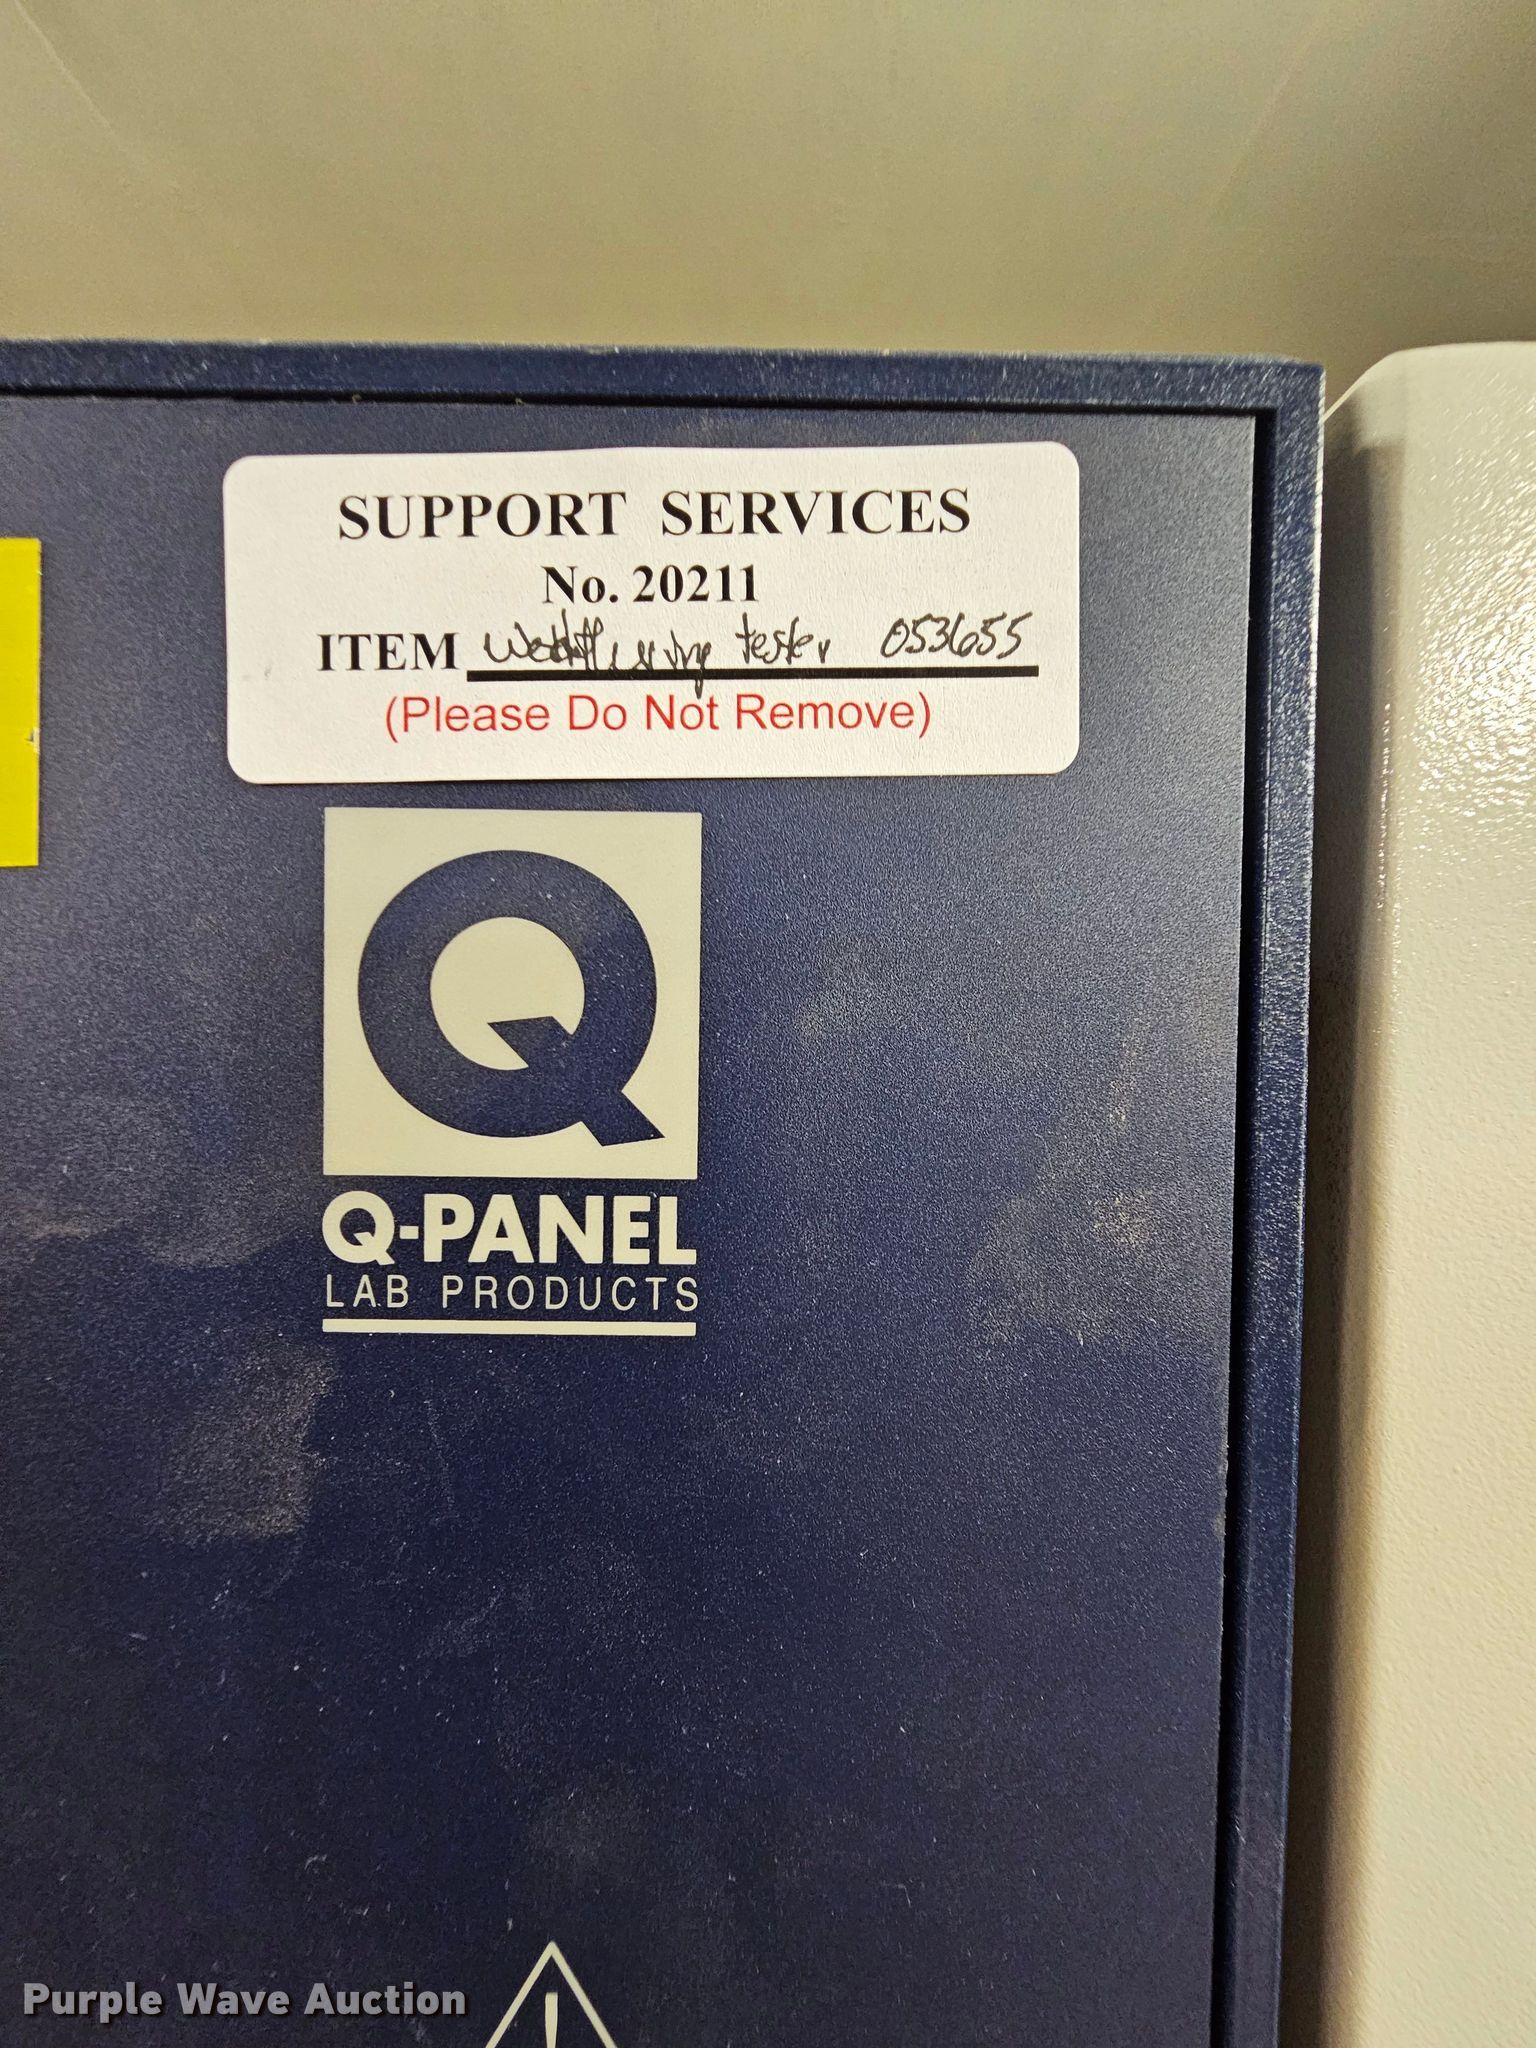 SUPPORT SERVICES
No. 20211
ITEM tester 053655
(Please Do Not Remove)
Q
Q-PANEL
LAB PRODUCTS
!
Purple Wave Auction